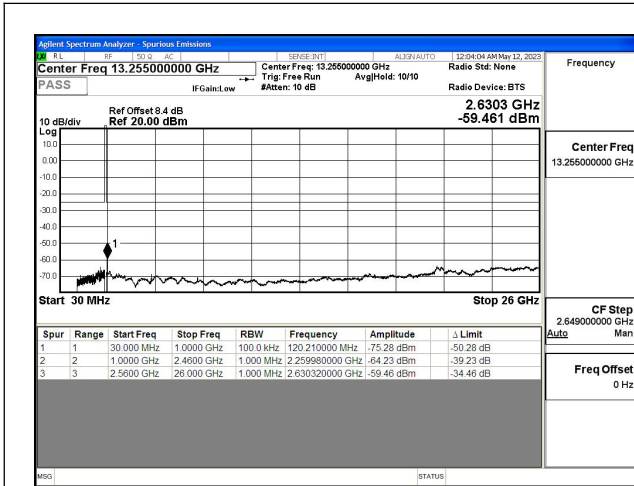 Agilent Spectrum Analyzer - Spurious Emissions
RL RF 50 Ω AC SENSE:INT ALIGN AUTO 12:04:04 AM May 12, 2023
Center Freq 13.255000000 GHz
Center Freq: 13.255000000 GHz
Radio Std: None
Trig: Free Run Avg|Hold: 10/10
PASS
IFGain:Low
#Atten: 10 dB
Radio Device: BTS
Ref Offset 8.4 dB
2.6303 GHz
10 dB/div
Ref 20.00 dBm
-59.461 dBm
Log
10.0
0.00
-10.0
-20.0
-30.0
-40.0
1
-50.0
-60.0
-70.0
Start 30 MHz
Stop 26 GHz
Spur Range Start Freq Stop Freq RBW Frequency Amplitude Δ Limit
1 1 30.000 MHz 1.0000 GHz 100.0 kHz 120.210000 MHz -75.28 dBm -50.28 dB
2 2 1.0000 GHz 2.4600 GHz 1.000 MHz 2.259980000 GHz -64.23 dBm -39.23 dB
3 3 2.5600 GHz 26.000 GHz 1.000 MHz 2.630320000 GHz -59.46 dBm -34.46 dB
MSG
STATUS
Frequency
Center Freq
13.255000000 GHz
CF Step
2.649000000 GHz
Auto Man
Freq Offset
0 Hz